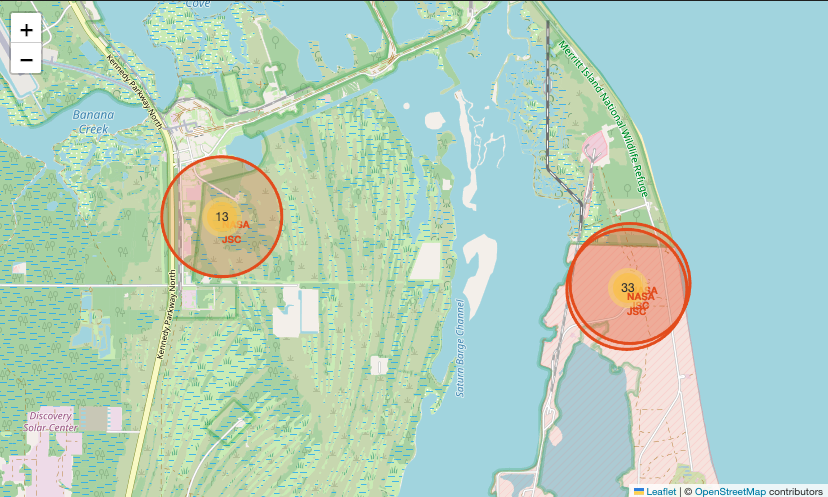 Cove
+
−
Kennedy Parkway North
Merritt Island National Wildlife Refuge
Banana
Creek
13
NASA
JSC
33
NASA
JSC
JSC
Kennedy Parkway North
Saturn Barge Channel
Discovery
Solar Center
Leaflet | © OpenStreetMap contributors